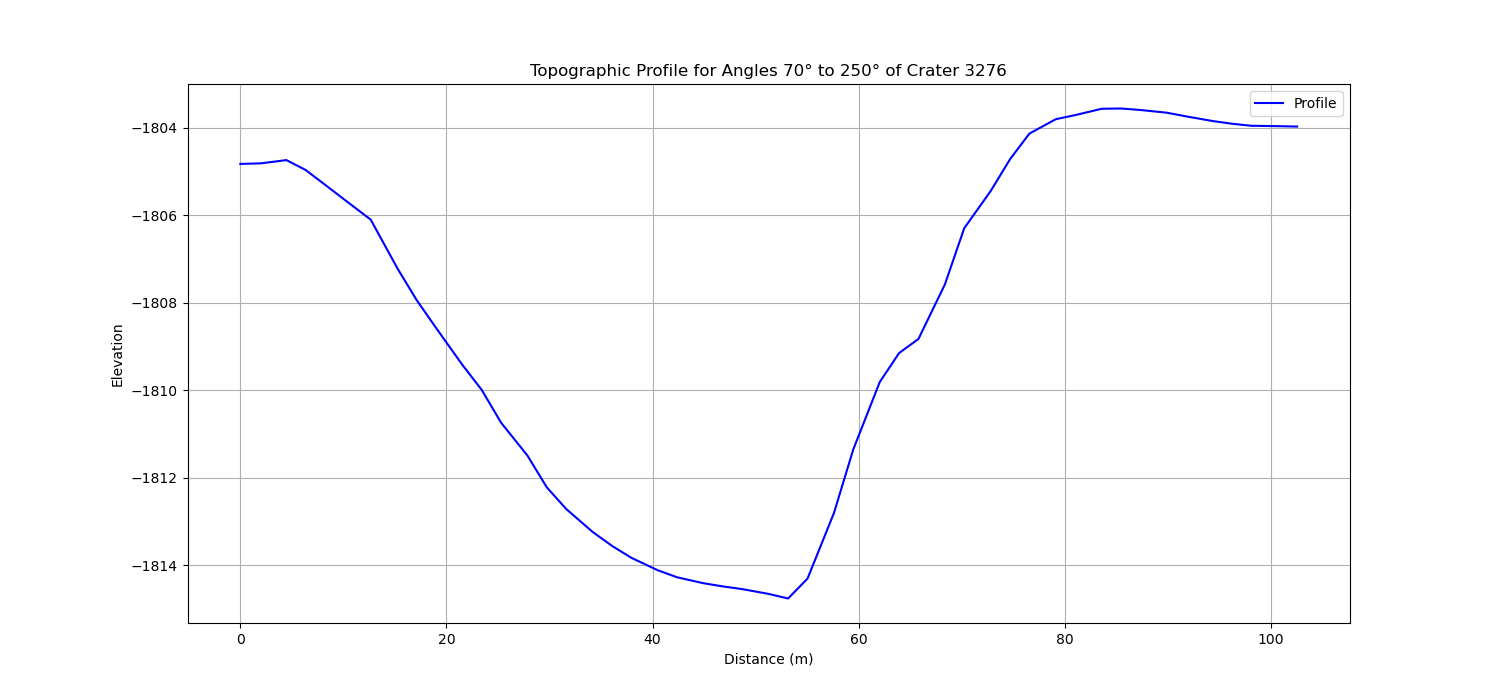 Topographic Profile for Angles 70° to 250° of Crater 3276
Profile
−1804
−1806
−1808
−1810
−1812
−1814
Elevation
0 20 40 60 80 100
Distance (m)